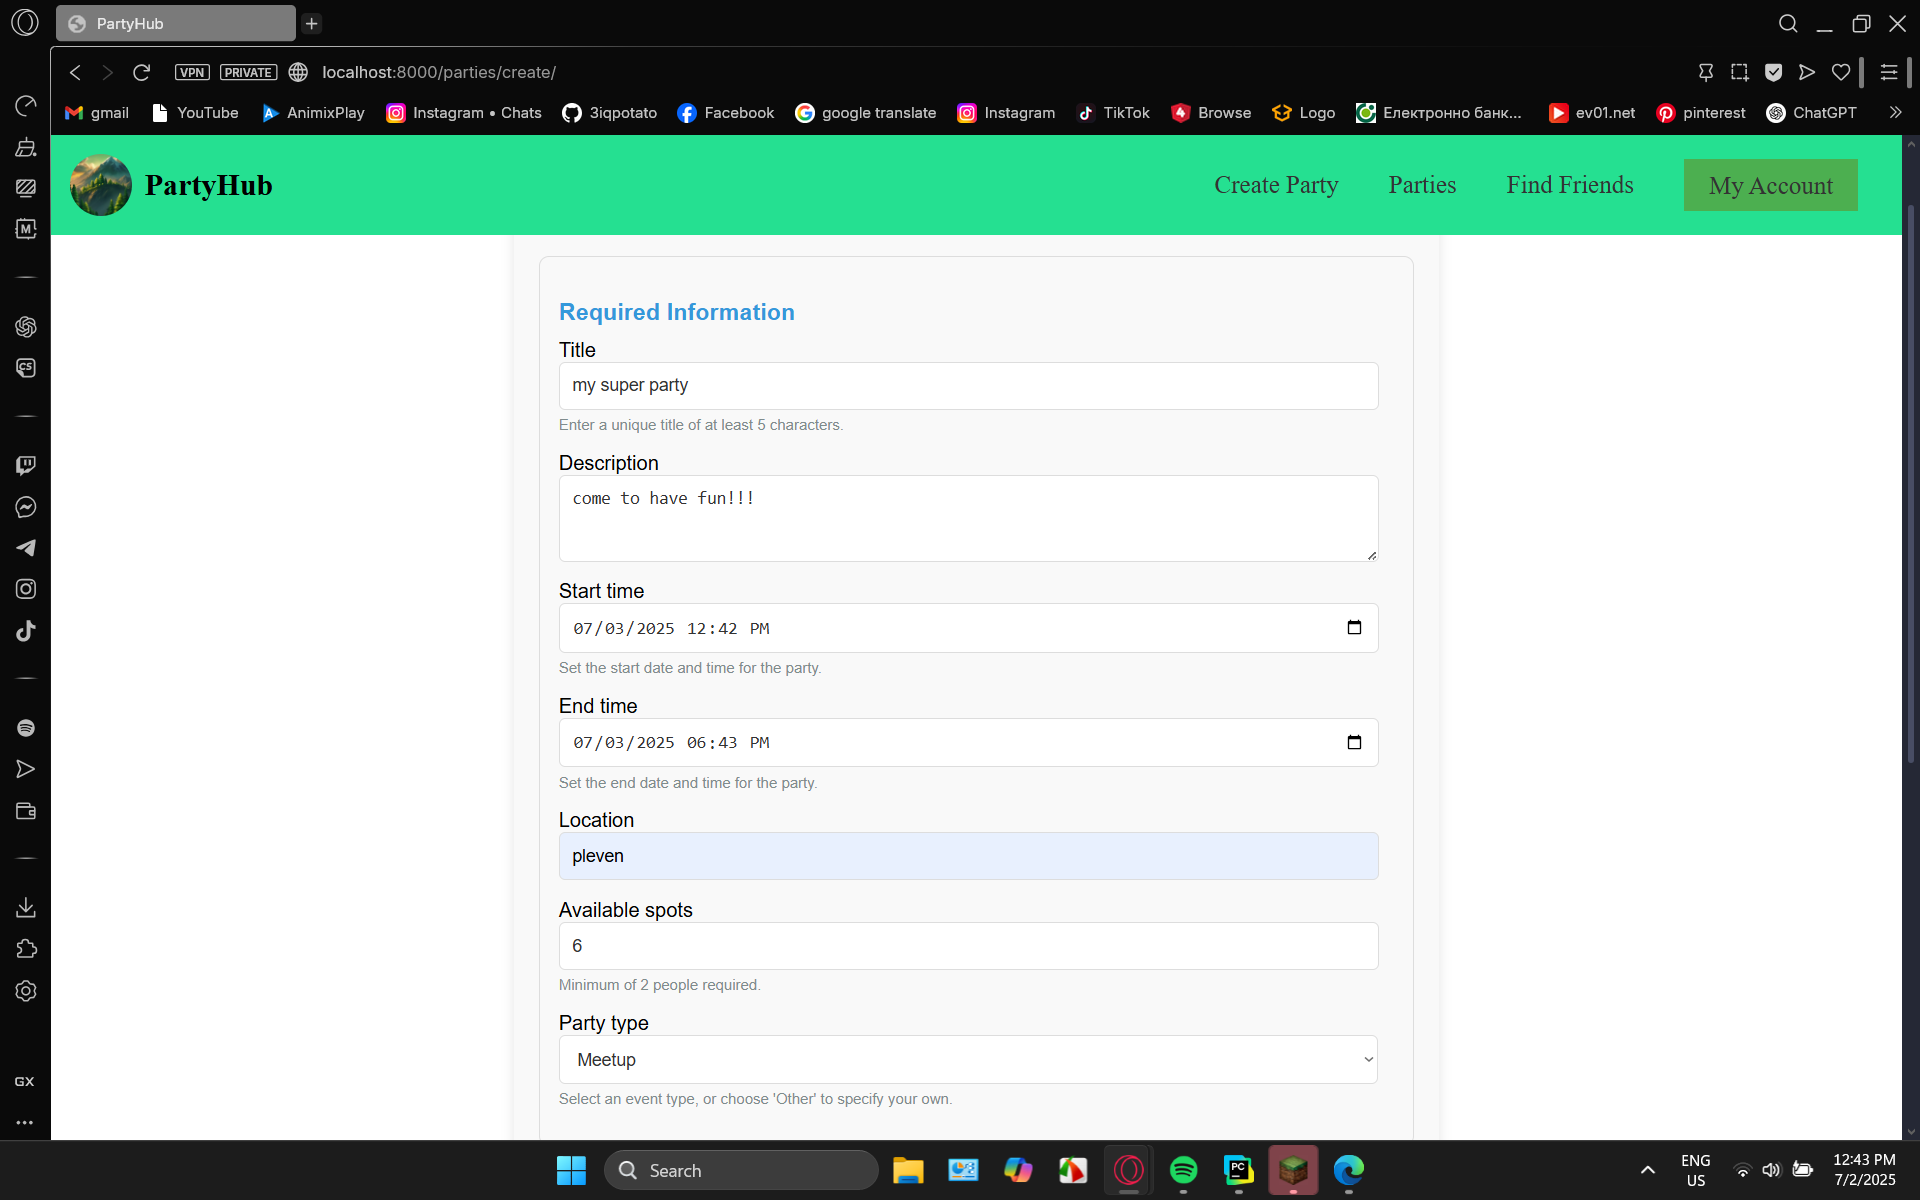 PartyHub
VPN PRIVATE localhost:8000/parties/create/
gmail YouTube AnimixPlay Instagram • Chats 3iqpotato Facebook google translate Instagram TikTok Browse Logo Електронно банк... ev01.net pinterest ChatGPT
PartyHub Create Party Parties Find Friends My Account
Required Information
Title
my super party
Enter a unique title of at least 5 characters.
Description
come to have fun!!!
Start time
07/03/2025 12:42 PM
Set the start date and time for the party.
End time
07/03/2025 06:43 PM
Set the end date and time for the party.
Location
pleven
Available spots
6
Minimum of 2 people required.
Party type
Meetup
Select an event type, or choose 'Other' to specify your own.
M
CS
GX
Search
PC
ENG
US
12:43 PM
7/2/2025